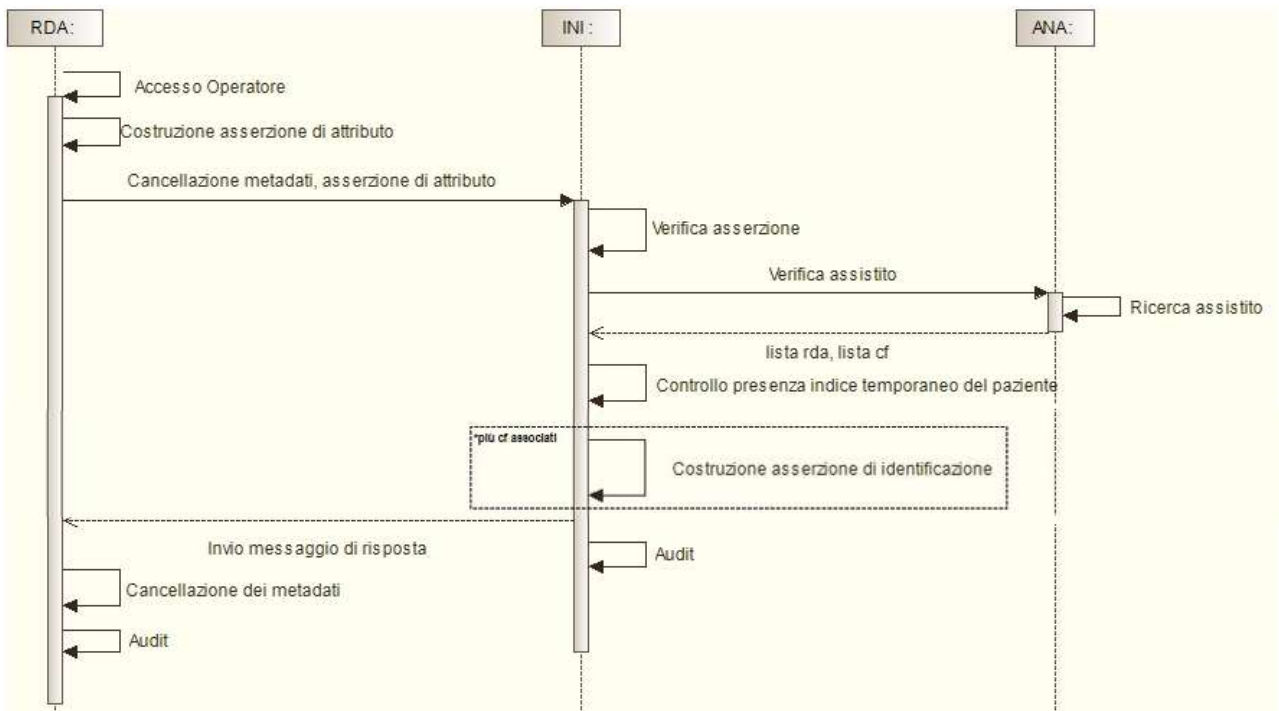 RDA:
INI :
ANA:
Accesso Operatore
Costruzione asserzione di attributo
Cancellazione metadati, asserzione di attributo
Verifica asserzione
Verifica assistito
Ricerca assistito
lista rda, lista cf
Controllo presenza indice temporaneo del paziente
*più cf associati
Costruzione asserzione di identificazione
Invio messaggio di risposta
Audit
Cancellazione dei metadati
Audit